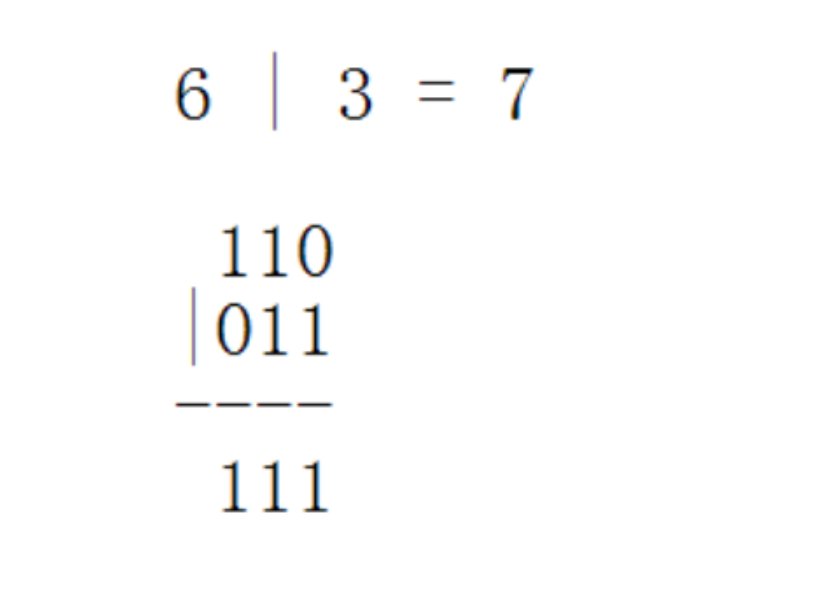 6 | 3 = 7
110
|011
----
111